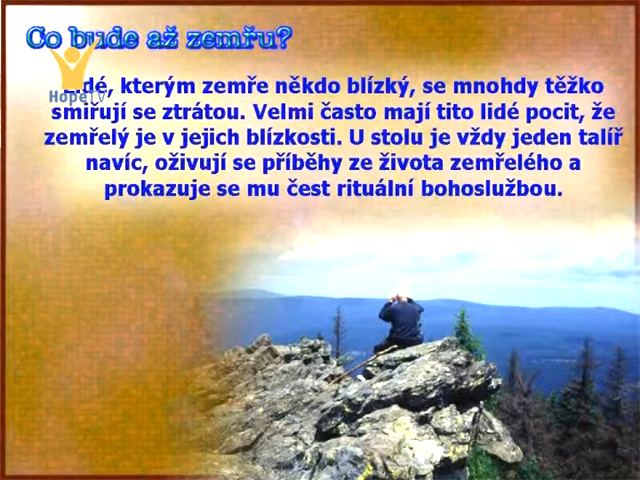 Co bude až zemřu?
Lidé, kterým zemře někdo blízký, se mnohdy těžko
HopeTV
smiřují se ztrátou. Velmi často mají tito lidé pocit, že
zemřelý je v jejich blízkosti. U stolu je vždy jeden talíř
navíc, oživují se příběhy ze života zemřelého a
prokazuje se mu čest rituální bohoslužbou.